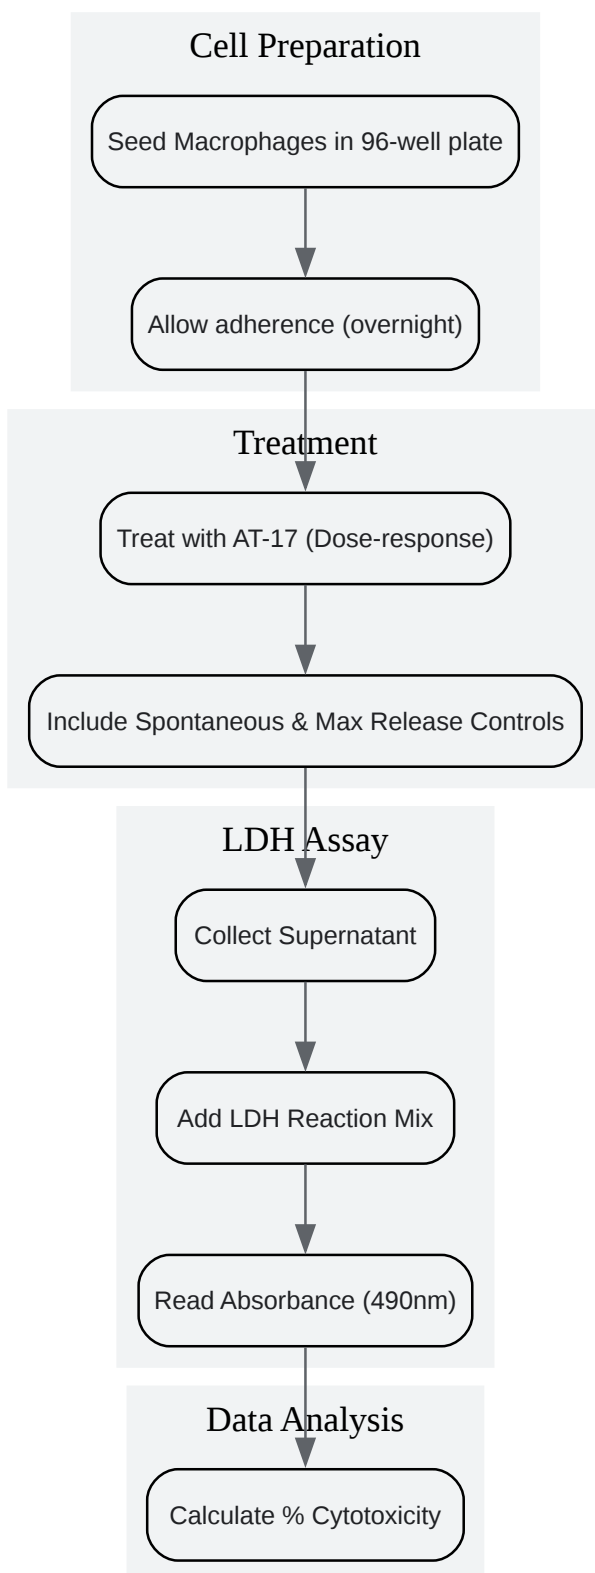 Cell Preparation
Seed Macrophages in 96-well plate
Allow adherence (overnight)
Treatment
Treat with AT-17 (Dose-response)
Include Spontaneous & Max Release Controls
LDH Assay
Collect Supernatant
Add LDH Reaction Mix
Read Absorbance (490nm)
Data Analysis
Calculate % Cytotoxicity